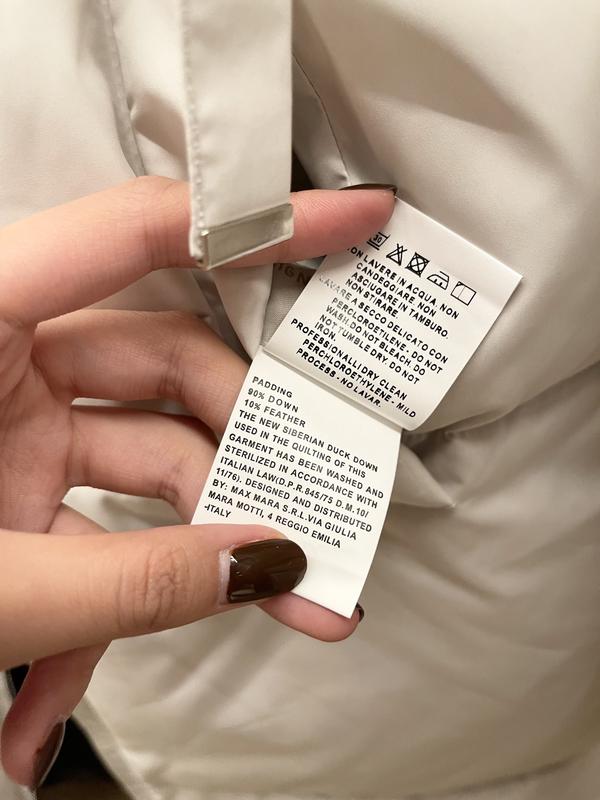 30
NON LAVERE IN ACQUA. NON
CANDEGGIARE. NON
ASCIUGARE IN TAMBURO.
NON STIRARE.
LAVARE A SECCO DELICATO CON
PERCLOROETILENE- DO NOT
WASH.DO NOT BLEACH. DO
NOT TUMBLE DRY. DO NOT
IRON.
PROFESSIONALLI DRY CLEAN
PERCHLOROETHYLENE - MILD
PROCESS - NO LAVAR.
PADDING
90% DOWN
10% FEATHER
THE NEW SIBERIAN DUCK DOWN
USED IN THE QUILTING OF THIS
GARMENT HAS BEEN WASHED AND
STERILIZED IN ACCORDANCE WITH
ITALIAN LAW(D.P.R.845/75 D.M.10/
11/76). DESIGNED AND DISTRIBUTED
BY: MAX MARA S.R.L.VIA GIULIA
MARA MOTTI, 4 REGGIO EMILIA
-ITALY